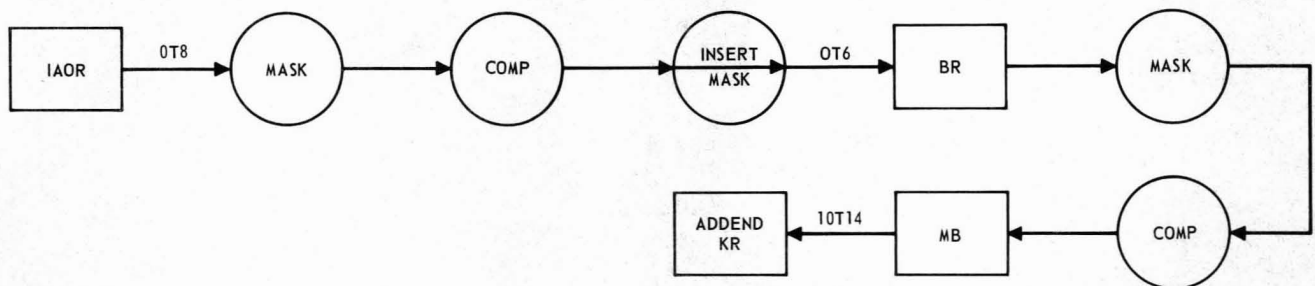 IAOR
0T8
MASK
COMP
INSERT
MASK
0T6
BR
MASK
COMP
MB
10T14
ADDEND
KR